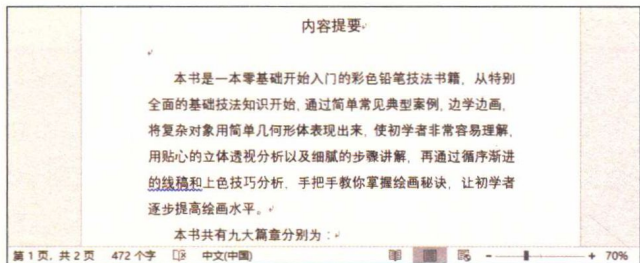 内容提要
本书是一本零基础开始入门的彩色铅笔技法书籍，从特别
全面的基础技法知识开始，通过简单常见典型案例，边学边画，
将复杂对象用简单几何形体表现出来，使初学者非常容易理解，
用贴心的立体透视分析以及细腻的步骤讲解，再通过循序渐进
的线稿和上色技巧分析，手把手教你掌握绘画秘诀，让初学者
逐步提高绘画水平。
本书共有九大篇章分别为：
第 1 页，共 2 页 472 个字 中文(中国) - + 70%